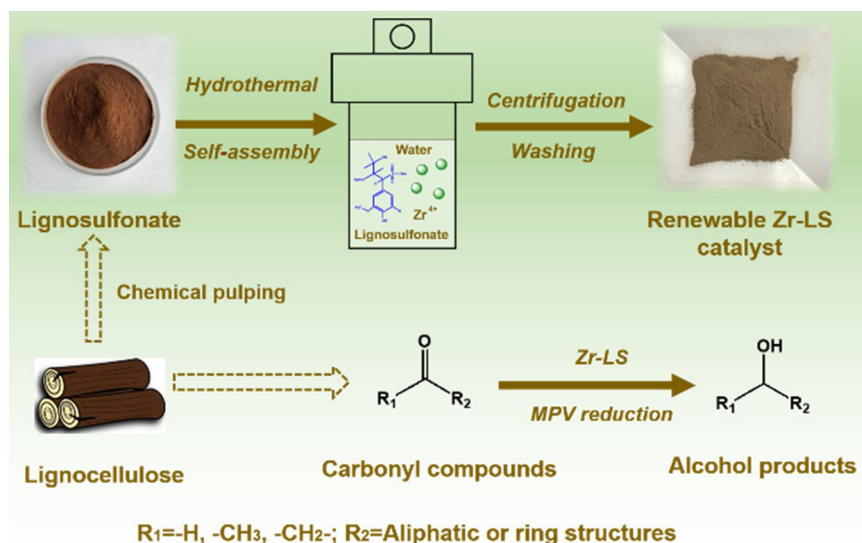 Hydrothermal
Self-assembly
Water
Zr4+
Lignosulfonate
Centrifugation
Washing
Lignosulfonate
Renewable Zr-LS
catalyst
Chemical pulping
O
R1
R2
Zr-LS
MPV reduction
OH
R1
R2
Lignocellulose
Carbonyl compounds
Alcohol products
R1=-H, -CH3, -CH2-; R2=Aliphatic or ring structures